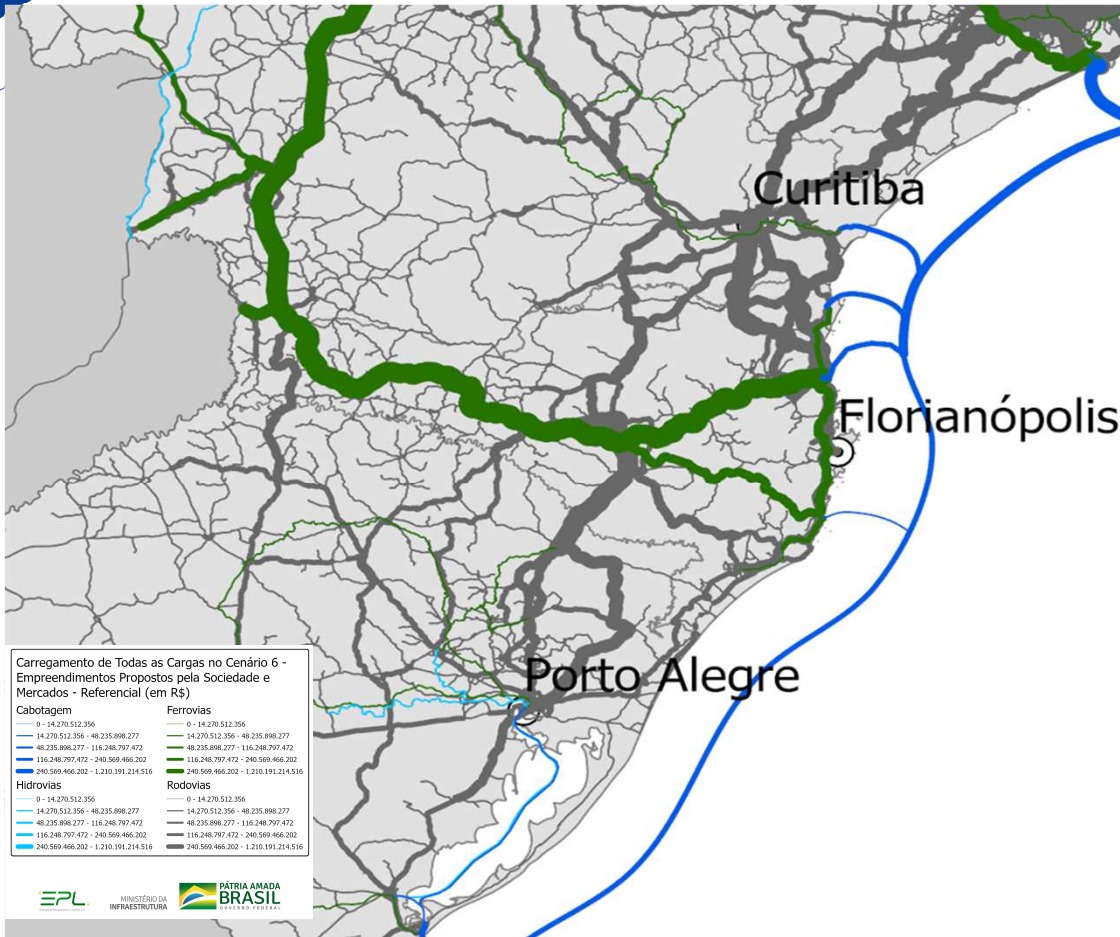 Curitiba
Florianópolis
Porto Alegre
Carregamento de Todas as Cargas no Cenário 6 -
Empreendimentos Propostos pela Sociedade e
Mercados - Referencial (em R$)
Cabotagem
0 - 14.270.512.356
14.270.512.356 - 48.235.898.277
48.235.898.277 - 116.248.797.472
116.248.797.472 - 240.569.466.202
240.569.466.202 - 1.210.191.214.516
Ferrovias
0 - 14.270.512.356
14.270.512.356 - 48.235.898.277
48.235.898.277 - 116.248.797.472
116.248.797.472 - 240.569.466.202
240.569.466.202 - 1.210.191.214.516
Hidrovias
0 - 14.270.512.356
14.270.512.356 - 48.235.898.277
48.235.898.277 - 116.248.797.472
116.248.797.472 - 240.569.466.202
240.569.466.202 - 1.210.191.214.516
Rodovias
0 - 14.270.512.356
14.270.512.356 - 48.235.898.277
48.235.898.277 - 116.248.797.472
116.248.797.472 - 240.569.466.202
240.569.466.202 - 1.210.191.214.516
EPL
MINISTÉRIO DA
INFRAESTRUTURA
PÁTRIA AMADA
BRASIL
GOVERNO FEDERAL